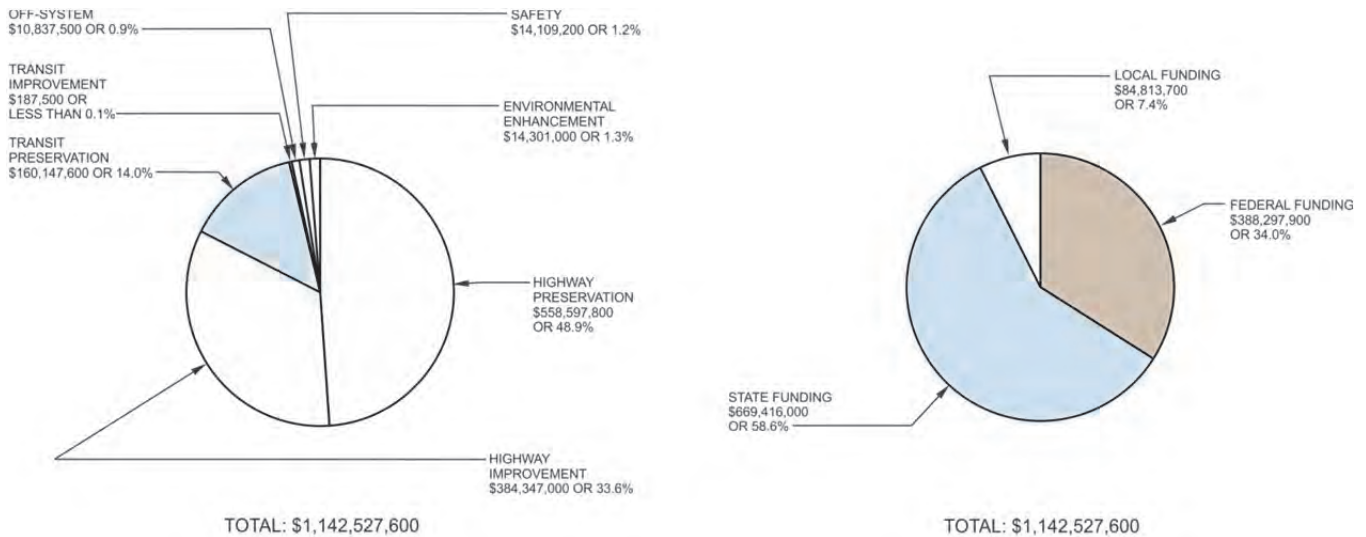 OFF-SYSTEM
$10,837,500 OR 0.9%
SAFETY
$14,109,200 OR 1.2%
TRANSIT
IMPROVEMENT
$187,500 OR
LESS THAN 0.1%
ENVIRONMENTAL
ENHANCEMENT
$14,301,000 OR 1.3%
TRANSIT
PRESERVATION
$160,147,600 OR 14.0%
HIGHWAY
PRESERVATION
$558,597,800
OR 48.9%
HIGHWAY
IMPROVEMENT
$384,347,000 OR 33.6%
TOTAL: $1,142,527,600
LOCAL FUNDING
$84,813,700
OR 7.4%
FEDERAL FUNDING
$388,297,900
OR 34.0%
STATE FUNDING
$669,416,000
OR 58.6%
TOTAL: $1,142,527,600